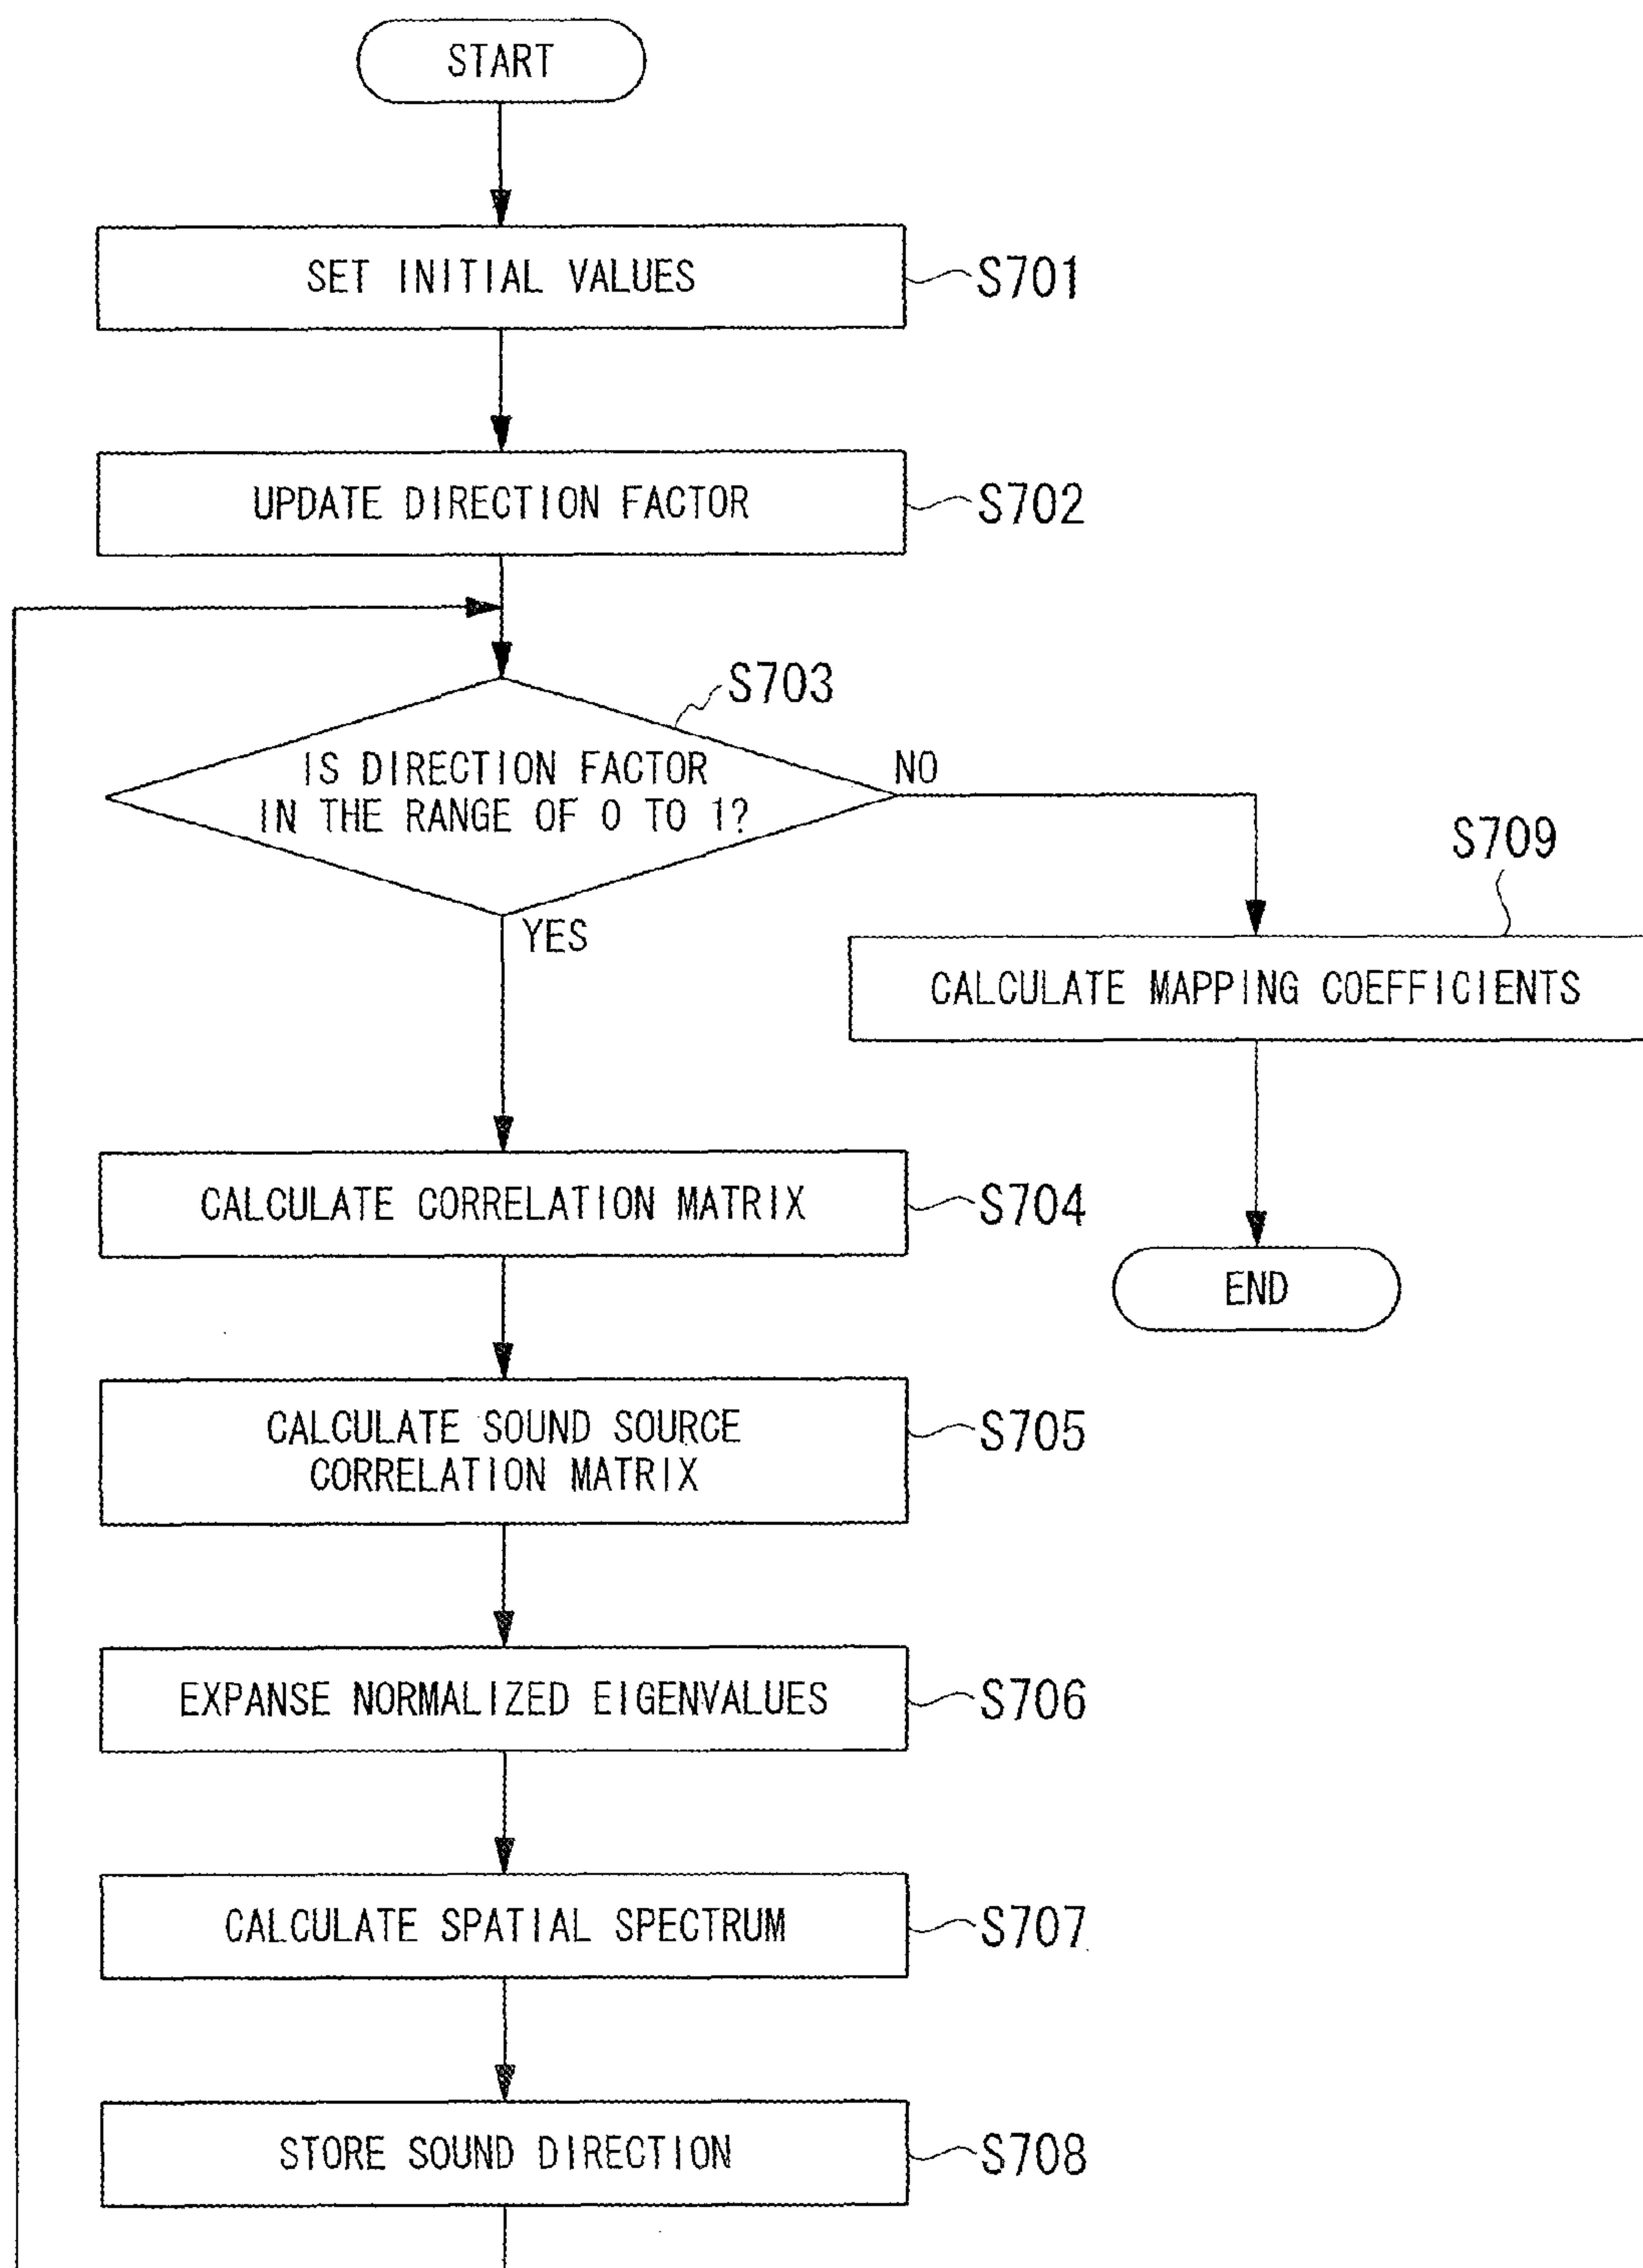 START
SET INITIAL VALUES
S701
UPDATE DIRECTION FACTOR
S702
S703
IS DIRECTION FACTOR
IN THE RANGE OF 0 TO 1?
NO
YES
S709
CALCULATE MAPPING COEFFICIENTS
CALCULATE CORRELATION MATRIX
S704
END
CALCULATE SOUND SOURCE
CORRELATION MATRIX
S705
EXPANSE NORMALIZED EIGENVALUES
S706
CALCULATE SPATIAL SPECTRUM
S707
STORE SOUND DIRECTION
S708